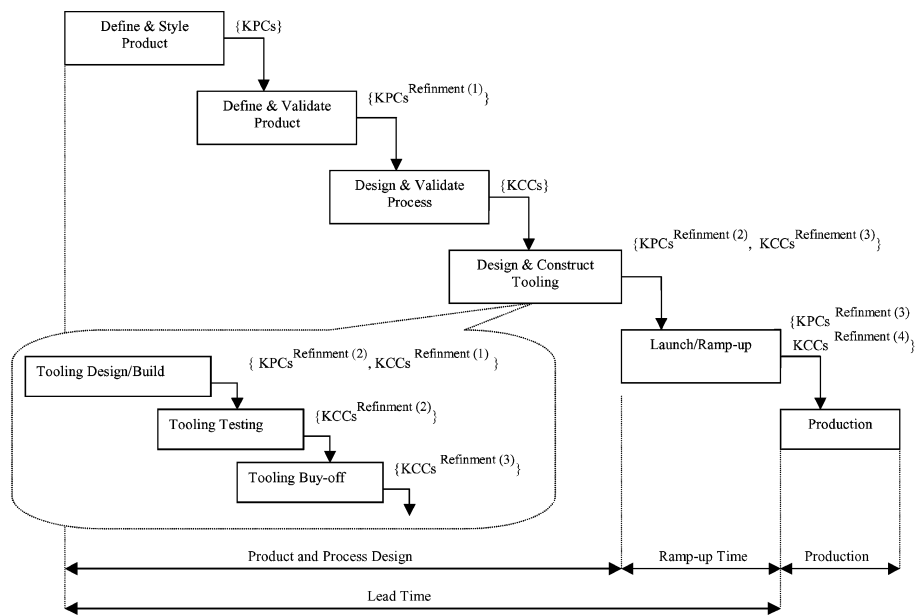 Define & Style
Product
{KPCs}
Define & Validate
Product
{KPCs Refinment (1) }
Design & Validate
Process
{KCCs}
Design & Construct
Tooling
{KPCs Refinment (2) , KCCs Refinement (3) }
Launch/Ramp-up
{KPCs Refinment (3)
KCCs Refinment (4) }
Production
Tooling Design/Build
{ KPCs Refinment (2) , KCCs Refinment (1) }
Tooling Testing
{KCCs Refinment (2) }
Tooling Buy-off
{KCCs Refinment (3) }
Product and Process Design
Ramp-up Time
Production
Lead Time